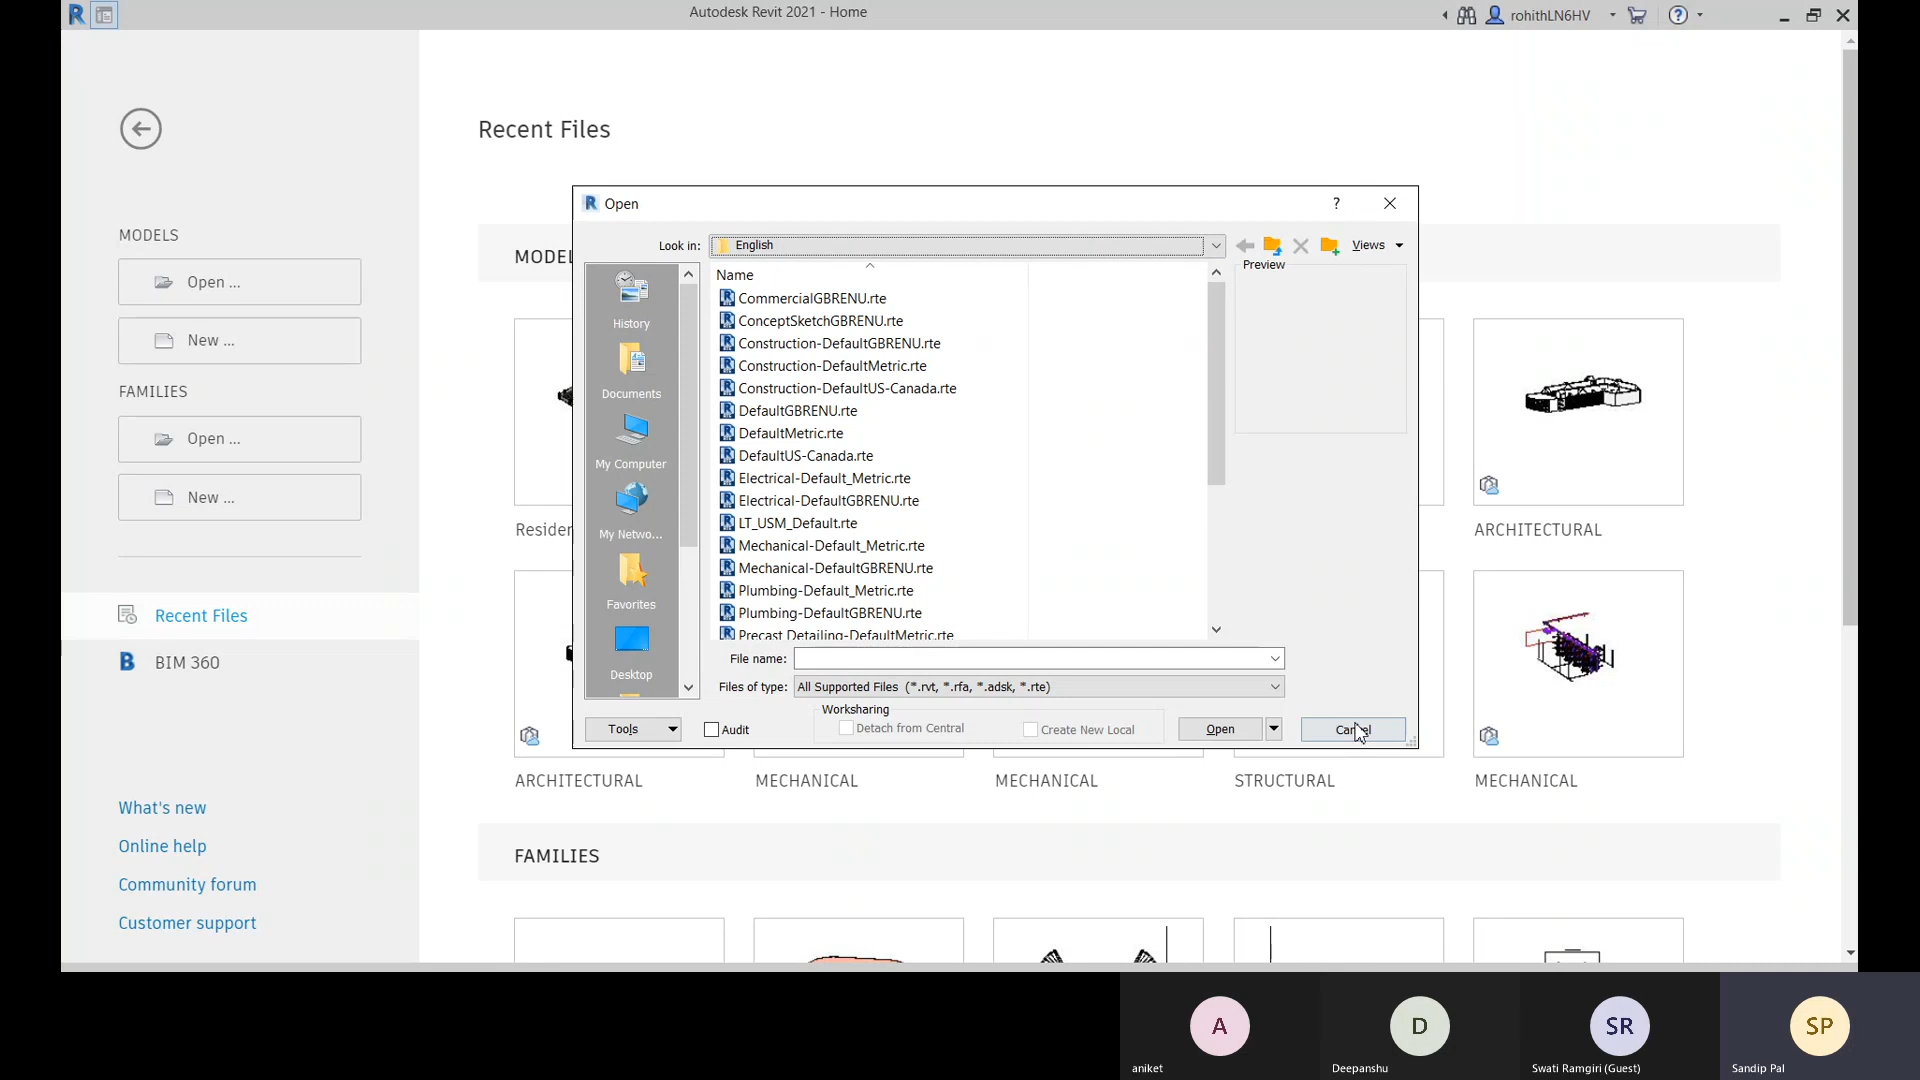 Autodesk Revit 2021 - Home
rohithLN6HV
Recent Files
MODELS
Open ...
New ...
FAMILIES
Open ...
New ...
Recent Files
BIM 360
What's new
Online help
Community forum
Customer support
Open
Look in:
English
Views
Name
Preview
History
Documents
My Computer
My Netwo...
Favorites
Desktop
CommercialGBRENU.rte
ConceptSketchGBRENU.rte
Construction-DefaultGBRENU.rte
Construction-DefaultMetric.rte
Construction-DefaultUS-Canada.rte
DefaultGBRENU.rte
DefaultMetric.rte
DefaultUS-Canada.rte
Electrical-Default_Metric.rte
Electrical-DefaultGBRENU.rte
LT_USM_Default.rte
Mechanical-Default_Metric.rte
Mechanical-DefaultGBRENU.rte
Plumbing-Default_Metric.rte
Plumbing-DefaultGBRENU.rte
Precast Detailing-DefaultMetric.rte
File name:
Files of type:
All Supported Files (*.rvt, *.rfa, *.adsk, *.rte)
Worksharing
Tools
Audit
Detach from Central
Create New Local
Open
Cancel
MODEL
Resider
ARCHITECTURAL
ARCHITECTURAL
MECHANICAL
MECHANICAL
STRUCTURAL
MECHANICAL
FAMILIES
A
aniket
D
Deepanshu
SR
Swati Ramgiri (Guest)
SP
Sandip Pal